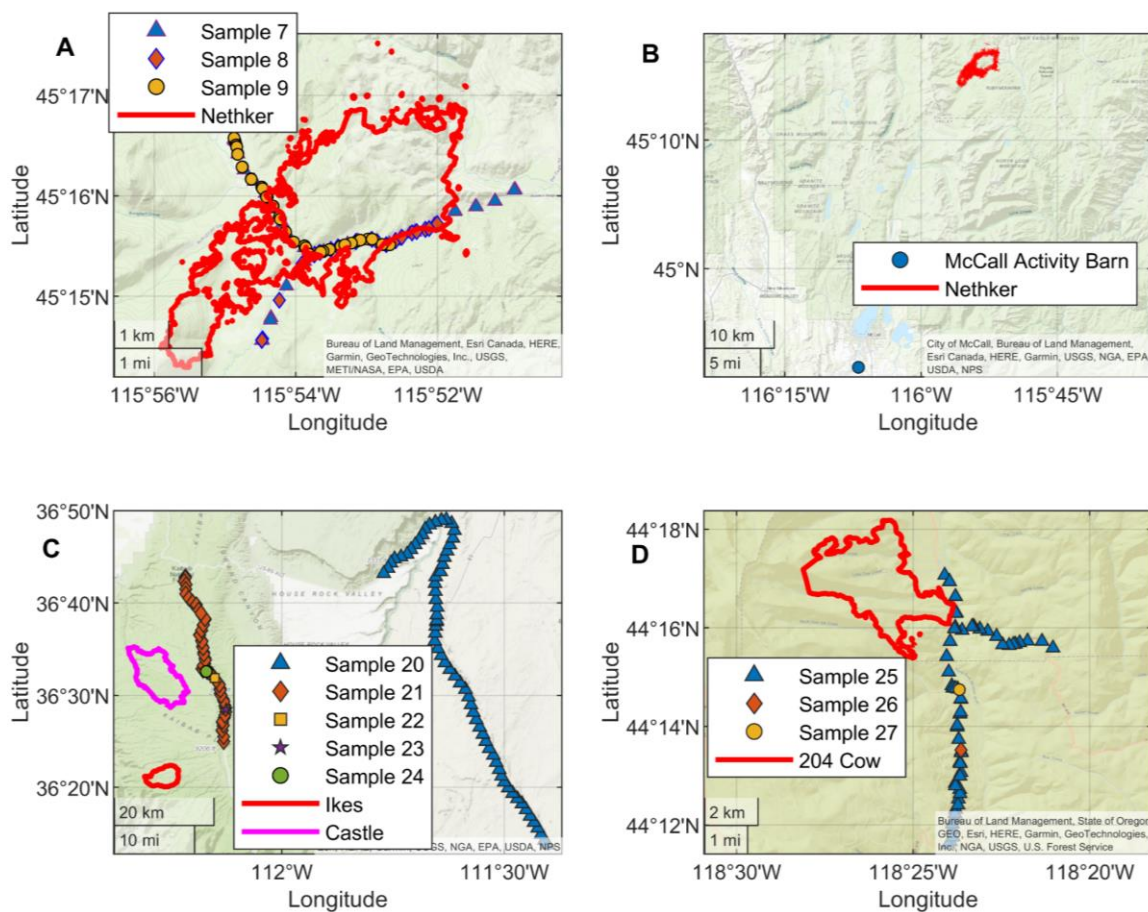 A
Sample 7
Sample 8
Sample 9
Nethker
45°17'N
45°16'N
45°15'N
Latitude
1 km
1 mi
Bureau of Land Management, Esri Canada, HERE,
Garmin, GeoTechnologies, Inc., USGS,
METI/NASA, EPA, USDA
115°56'W
115°54'W
115°52'W
Longitude
B
45°10'N
45°N
Latitude
McCall Activity Barn
Nethker
10 km
5 mi
City of McCall, Bureau of Land Management,
Esri Canada, HERE, Garmin, USGS, NGA, EPA,
USDA, NPS
116°15'W
116°W
115°45'W
Longitude
C
36°50'N
36°40'N
36°30'N
36°20'N
Latitude
HOUSE ROCK VALLEY
Sample 20
Sample 21
Sample 22
Sample 23
Sample 24
Ikes
Castle
20 km
10 mi
GS, NGA, EPA, USDA, NPS
112°W
111°30'W
Longitude
D
44°18'N
44°16'N
44°14'N
44°12'N
Latitude
Sample 25
Sample 26
Sample 27
204 Cow
2 km
1 mi
Bureau of Land Management, State of Oregon
GEO, Esri, HERE, Garmin, GeoTechnologies,
Inc., NGA, USGS, U.S. Forest Service
118°30'W
118°25'W
118°20'W
Longitude